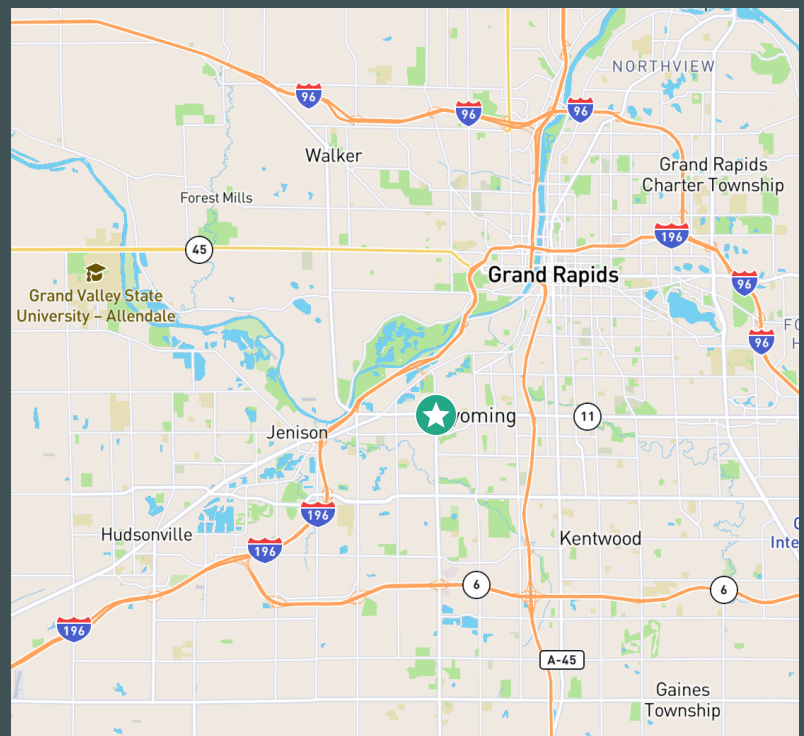 NORTHVIEW
96
96
96
Walker
Grand Rapids
Charter Township
Forest Mills
196
45
Grand Rapids
96
Grand Valley State
University – Allendale
96
11
Jenison
196
Hudsonville
Kentwood
196
6
6
196
A-45
Gaines
Township